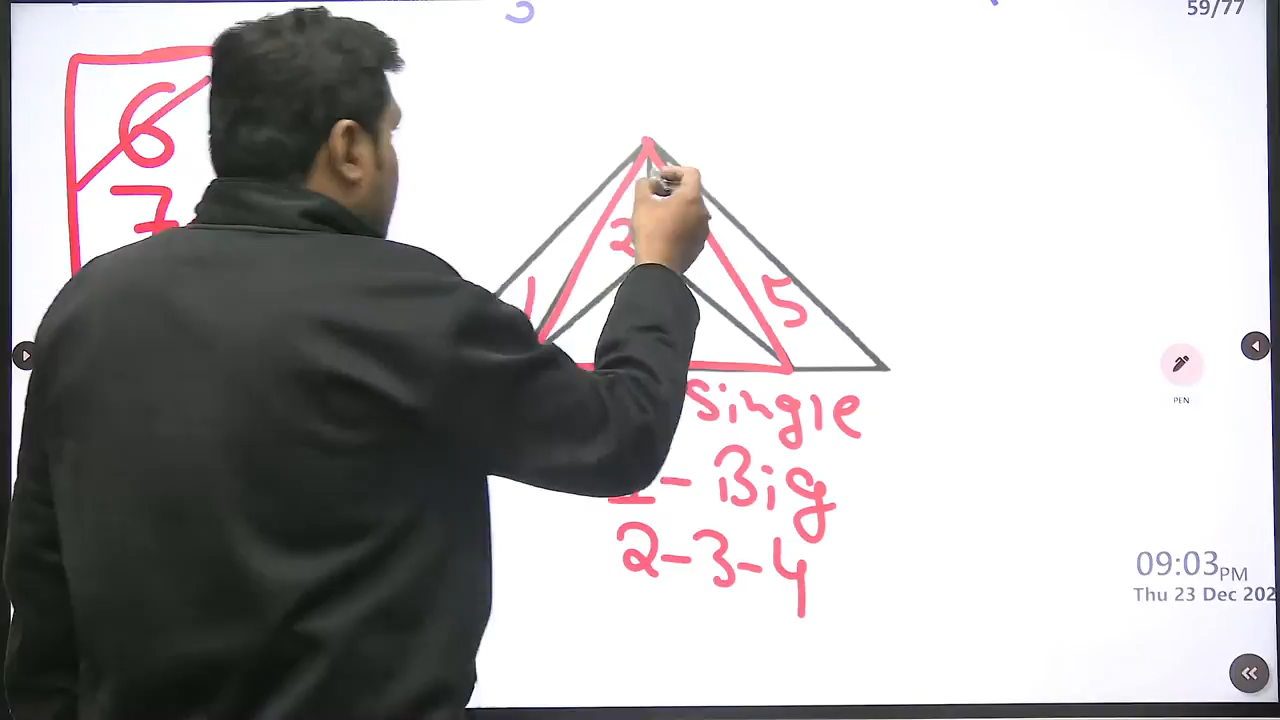 59/77
6
7
1
2
5
single
1 - Big
2-3-4
PEN
09:03PM
Thu 23 Dec 202